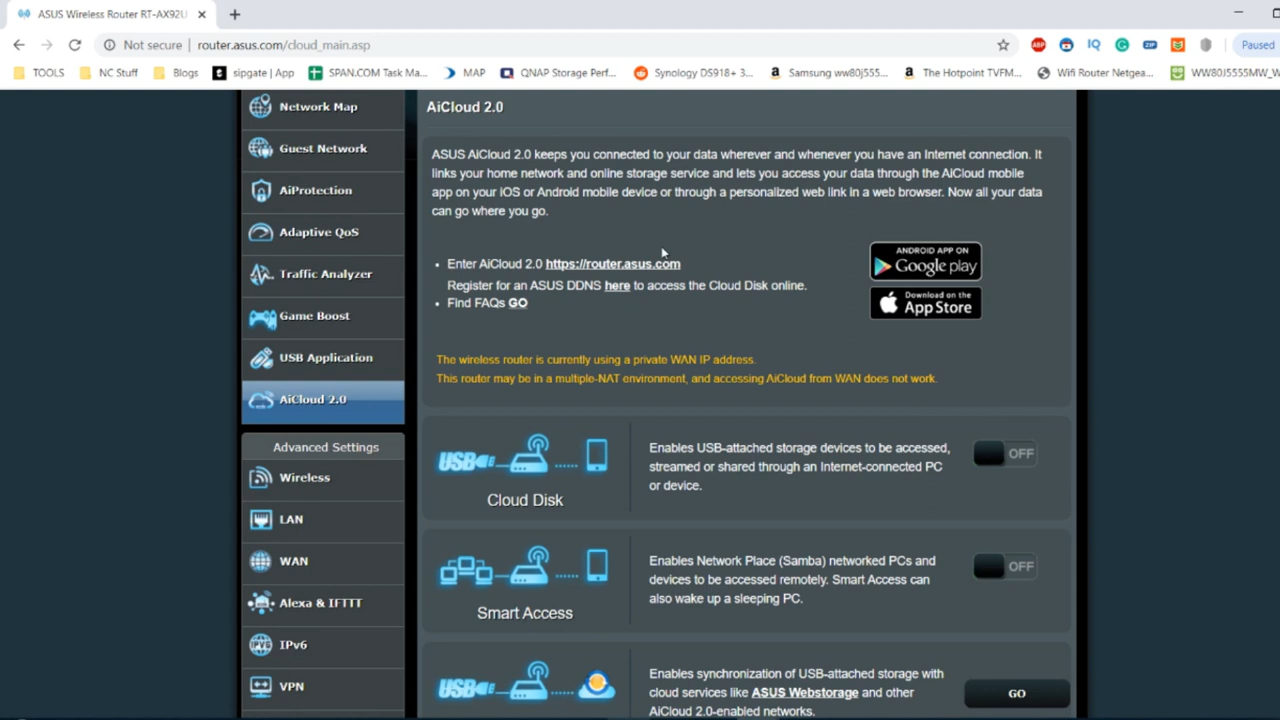 ASUS Wireless Router RT-AX92U
Not secure
router.asus.com/cloud_main.asp
ABP
IQ
ZIP
Paused
TOOLS
NC Stuff
Blogs
sipgate | App
SPAN.COM Task Ma...
MAP
QNAP Storage Perf...
Synology DS918+ 3...
Samsung ww80j555...
The Hotpoint TVFM...
Wifi Router Netgea...
WW80J5555MW_W
Network Map
Guest Network
AiProtection
Adaptive QoS
Traffic Analyzer
Game Boost
USB Application
AiCloud 2.0
Advanced Settings
Wireless
LAN
WAN
Alexa & IFTTT
IPv6
VPN
AiCloud 2.0
ASUS AiCloud 2.0 keeps you connected to your data wherever and whenever you have an Internet connection. It
links your home network and online storage service and lets you access your data through the AiCloud mobile
app on your iOS or Android mobile device or through a personalized web link in a web browser. Now all your data
can go where you go.
• Enter AiCloud 2.0 https://router.asus.com
Register for an ASUS DDNS here to access the Cloud Disk online.
• Find FAQs GO
ANDROID APP ON
Google play
Download on the
App Store
The wireless router is currently using a private WAN IP address.
This router may be in a multiple-NAT environment, and accessing AiCloud from WAN does not work.
USB
Cloud Disk
Enables USB-attached storage devices to be accessed,
streamed or shared through an Internet-connected PC
or device.
OFF
Smart Access
Enables Network Place (Samba) networked PCs and
devices to be accessed remotely. Smart Access can
also wake up a sleeping PC.
OFF
USB
Enables synchronization of USB-attached storage with
cloud services like ASUS Webstorage and other
AiCloud 2.0-enabled networks.
GO